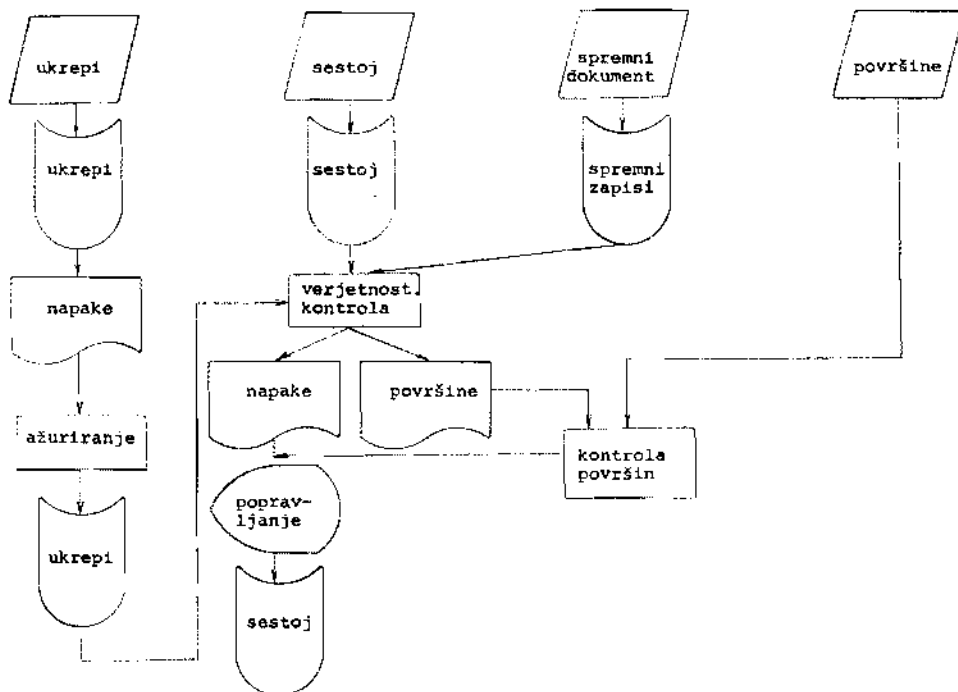 ukrepi
sestoj
spremni
dokument
površine
ukrepi
sestoj
spremni
zapisi
napake
verjetnost.
kontrola
napake
površine
ažuriranje
kontrola
površin
poprav-
ljanje
ukrepi
sestoj